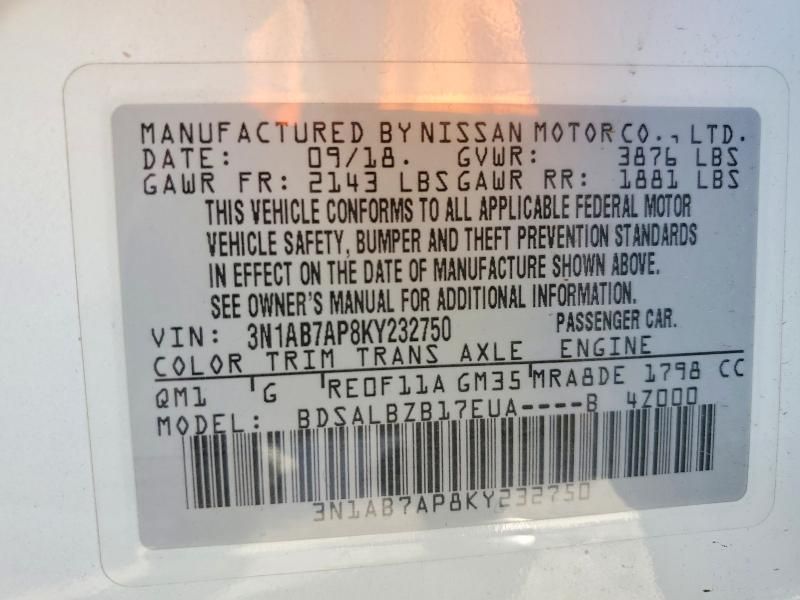 MANUFACTURED BY NISSAN MOTOR CO., LTD.
DATE: 09/18. GVWR: 3876 LBS
GAWR FR: 2143 LBS GAWR RR: 1881 LBS
THIS VEHICLE CONFORMS TO ALL APPLICABLE FEDERAL MOTOR
VEHICLE SAFETY, BUMPER AND THEFT PREVENTION STANDARDS
IN EFFECT ON THE DATE OF MANUFACTURE SHOWN ABOVE.
SEE OWNER'S MANUAL FOR ADDITIONAL INFORMATION.
VIN: 3N1AB7AP8KY232750 PASSENGER CAR.
COLOR TRIM TRANS AXLE ENGINE
QM1 G RE0F11A GM35 MRA8DE 1798 CC
MODEL: BDSALBZB17EUA----B 4Z000
3N1AB7AP8KY232750